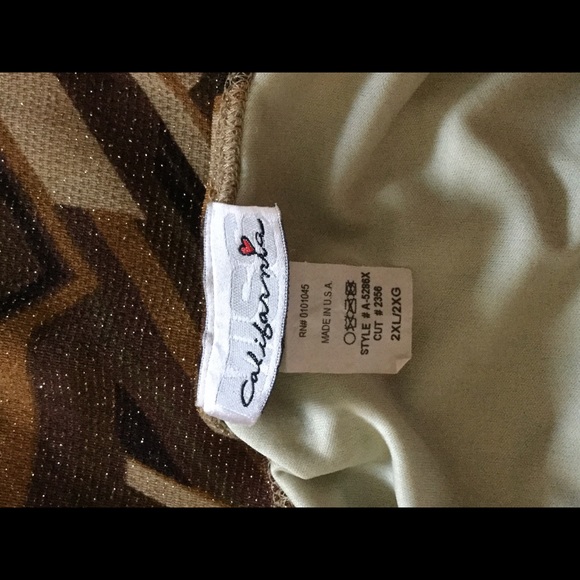 California
RN# 0101045
MADE IN U.S.A.
STYLE # A-5286X
CUT # 2356
2XL/2XG